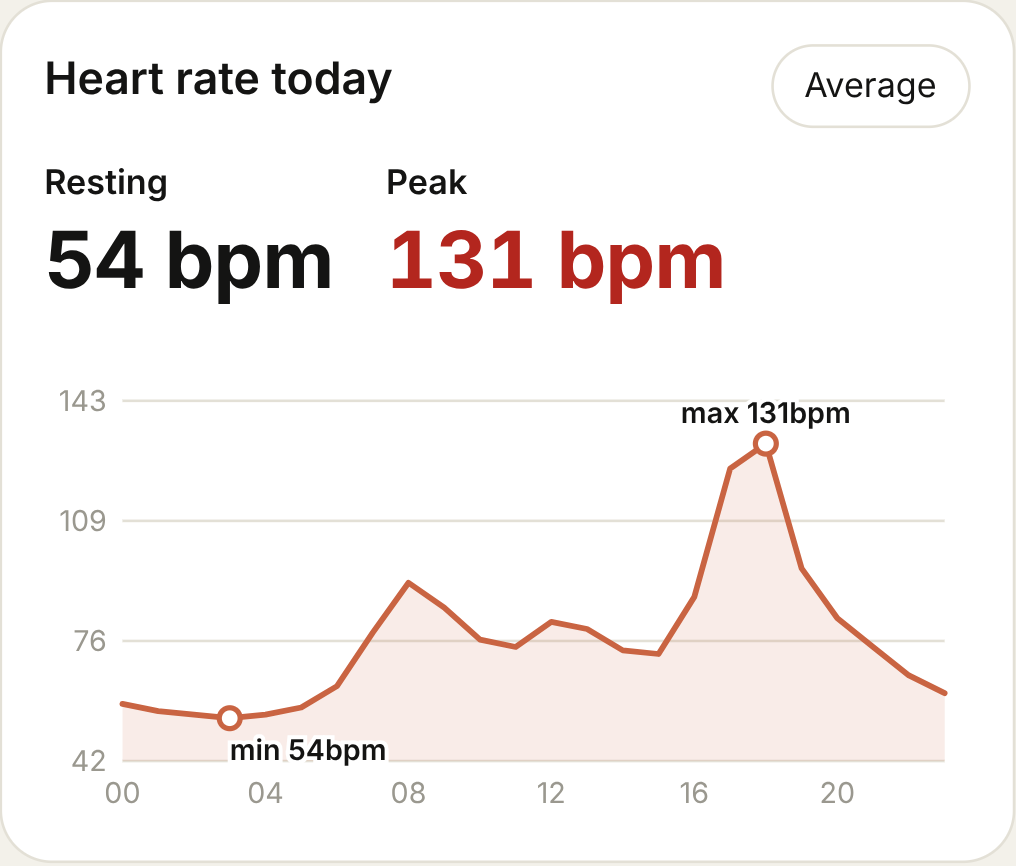 Heart rate today
Average
Resting
Peak
54 bpm
131 bpm
143
max 131bpm
109
76
min 54bpm
42
00 04 08 12 16 20